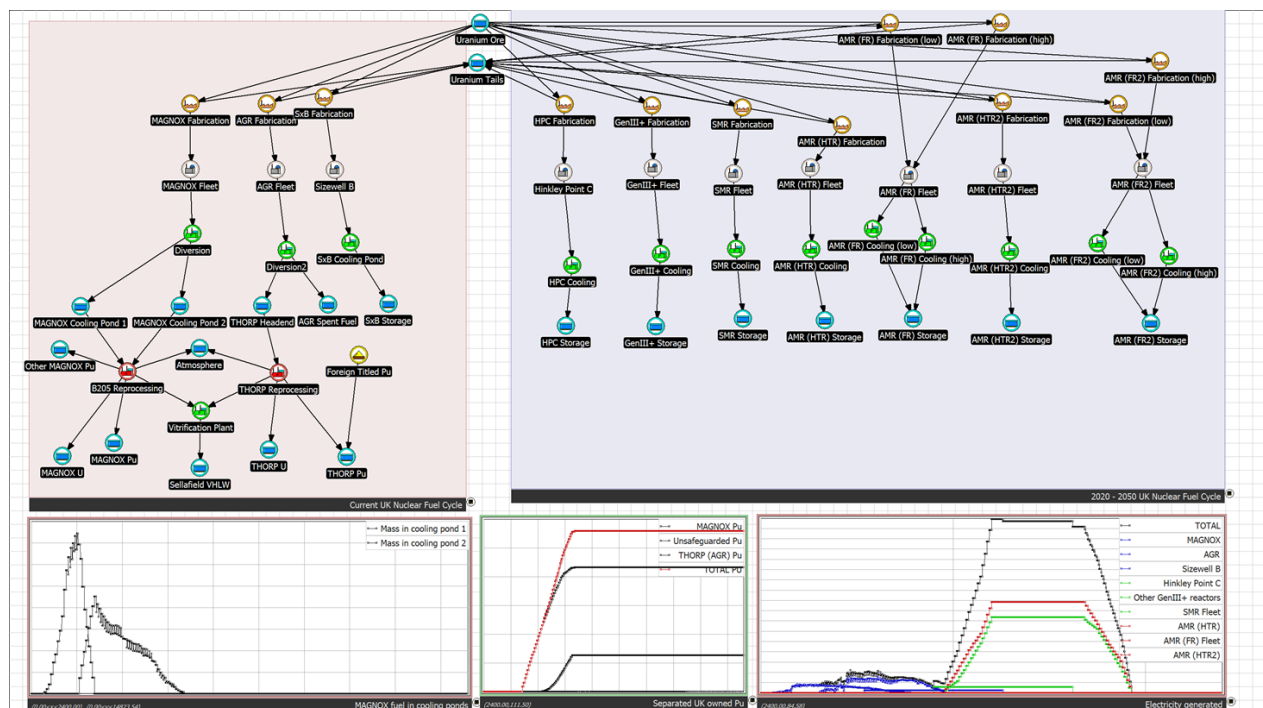 Uranium Ore
AMR (FR) Fabrication (low)
AMR (FR) Fabrication (high)
Uranium Tails
AMR (FR2) Fabrication (high)
MAGNOX Fabrication
AGR Fabrication
SxB Fabrication
HPC Fabrication
GenIII+ Fabrication
SMR Fabrication
AMR (HTR) Fabrication
AMR (HTR2) Fabrication
AMR (FR2) Fabrication (low)
MAGNOX Fleet
AGR Fleet
Sizewell B
Hinkley Point C
GenIII+ Fleet
SMR Fleet
AMR (HTR) Fleet
AMR (FR) Fleet
AMR (HTR2) Fleet
AMR (FR2) Fleet
Diversion
Diversion2
SxB Cooling Pond
HPC Cooling
GenIII+ Cooling
SMR Cooling
AMR (HTR) Cooling
AMR (FR) Cooling (low)
AMR (FR) Cooling (high)
AMR (HTR2) Cooling
AMR (FR2) Cooling (low)
AMR (FR2) Cooling (high)
MAGNOX Cooling Pond 1
MAGNOX Cooling Pond 2
THORP Headend
AGR Spent Fuel
SxB Storage
HPC Storage
GenIII+ Storage
SMR Storage
AMR (HTR) Storage
AMR (FR) Storage
AMR (HTR2) Storage
AMR (FR2) Storage
Other MAGNOX Pu
Atmosphere
Foreign Titled Pu
B205 Reprocessing
THORP Reprocessing
Vitrification Plant
MAGNOX U
MAGNOX Pu
Sellafield VHLW
THORP U
THORP Pu
Current UK Nuclear Fuel Cycle
2020 - 2050 UK Nuclear Fuel Cycle
Mass in cooling pond 1
Mass in cooling pond 2
MAGNOX fuel in cooling ponds
MAGNOX Pu
Unsafeguarded Pu
THORP (AGR) Pu
TOTAL Pu
(2400.00,111.50)
Separated UK owned Pu
TOTAL
MAGNOX
AGR
Sizewell B
Hinkley Point C
Other GenIII+ reactors
SMR Fleet
AMR (HTR)
AMR (FR) Fleet
AMR (HTR2)
(2400.00,84.58)
Electricity generated